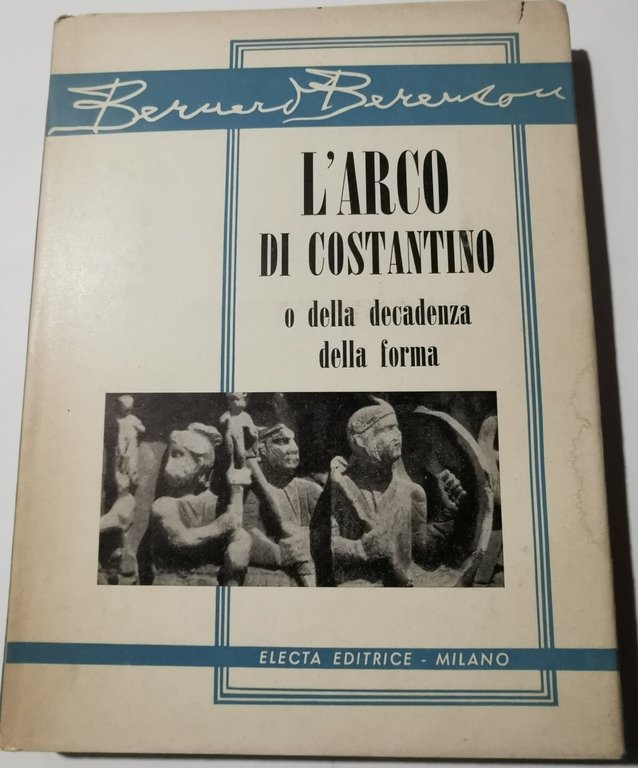 Bernard Berenson
L'ARCO
DI COSTANTINO
o della decadenza
della forma
ELECTA EDITRICE - MILANO